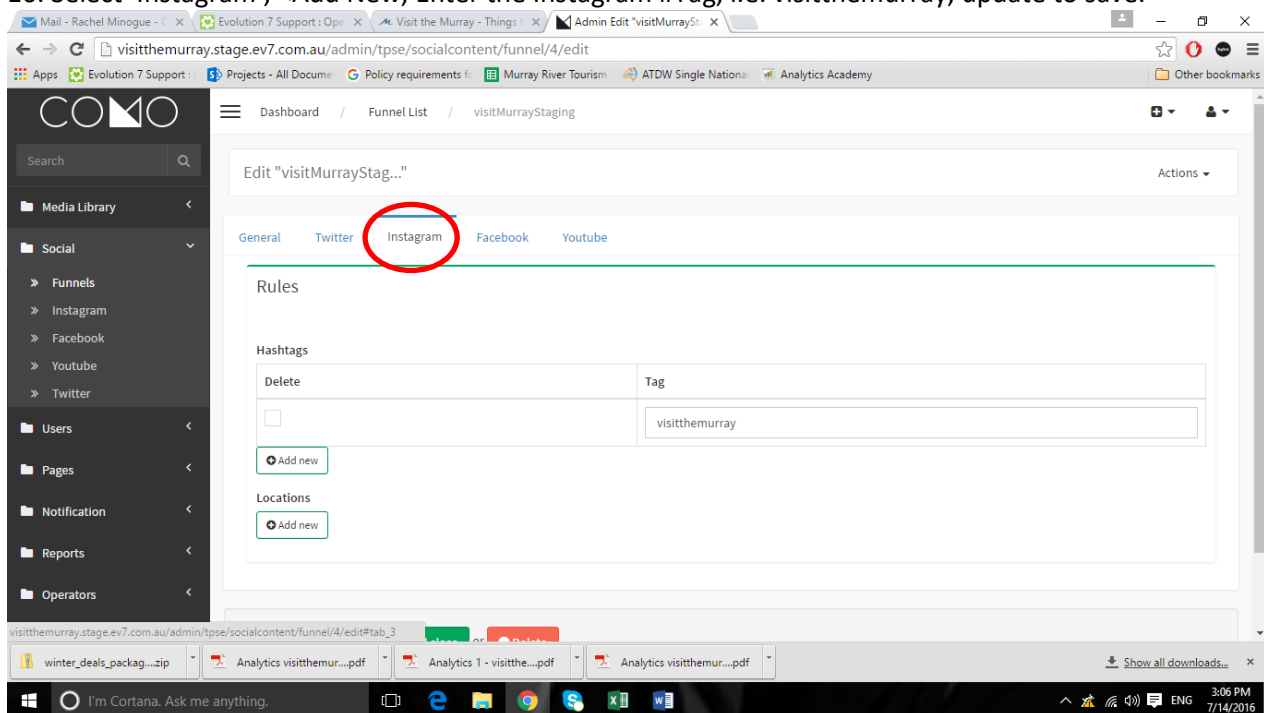 Mail - Rachel Minogue - Evolution 7 Support : Ope Visit the Murray - Things t Admin Edit "visitMurraySt
visitthemurray.stage.ev7.com.au/admin/tpse/socialcontent/funnel/4/edit
Apps Evolution 7 Support : Projects - All Docume Policy requirements fo Murray River Tourism ATDW Single National Analytics Academy Other bookmarks
COMO
Dashboard / Funnel List / visitMurrayStaging
Search
Edit "visitMurrayStag..."
Actions
Media Library
Social
Funnels
Instagram
Facebook
Youtube
Twitter
Users
Pages
Notification
Reports
Operators
General Twitter Instagram Facebook Youtube
Rules
Hashtags
Delete Tag
visitthemurray
Add new
Locations
Add new
or
visitthemurray.stage.ev7.com.au/admin/tpse/socialcontent/funnel/4/edit#tab_3
winter_deals_packag....zip Analytics visitthemur....pdf Analytics 1 - visitthe....pdf Analytics visitthemur....pdf Show all downloads...
I'm Cortana. Ask me anything. ENG 3:06 PM
7/14/2016